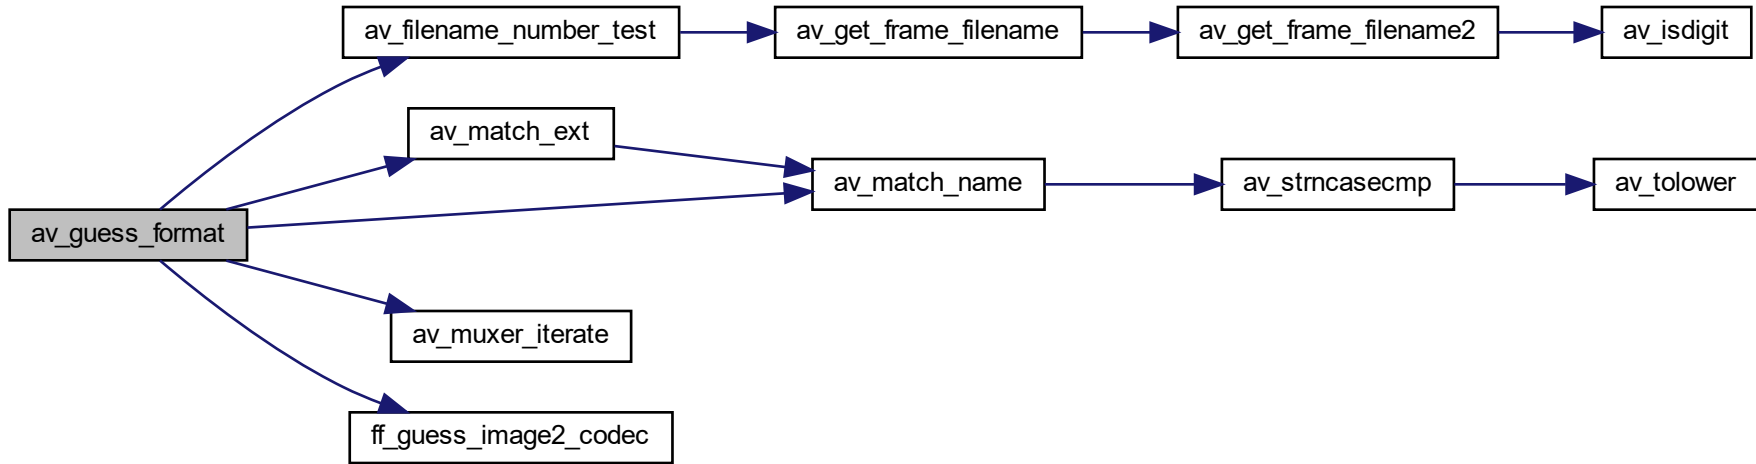 av_filename_number_test
av_get_frame_filename
av_get_frame_filename2
av_isdigit
av_match_ext
av_match_name
av_strncasecmp
av_tolower
av_guess_format
av_muxer_iterate
ff_guess_image2_codec